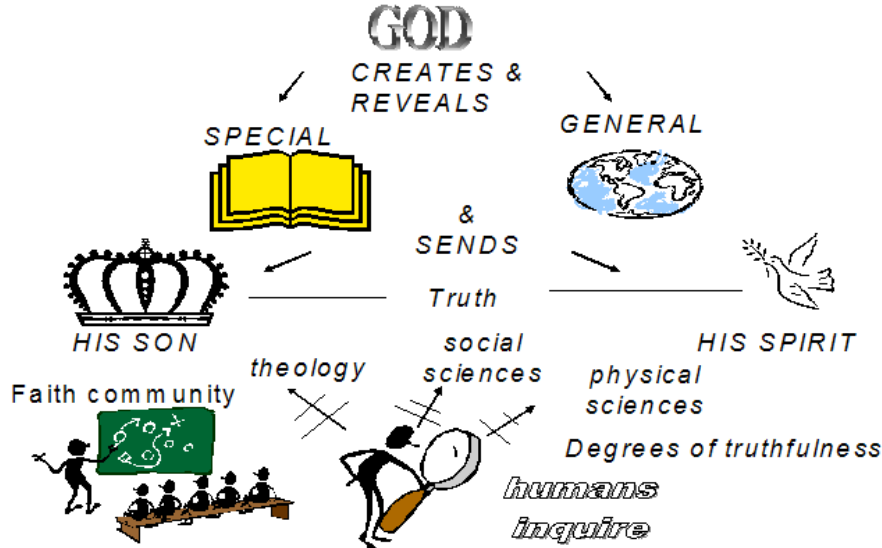 GOD
CREATES &
REVEALS
SPECIAL
GENERAL
&
SENDS
Truth
HIS SON
HIS SPIRIT
theology
social
sciences
physical
sciences
Faith community
Degrees of truthfulness
humans
inquire